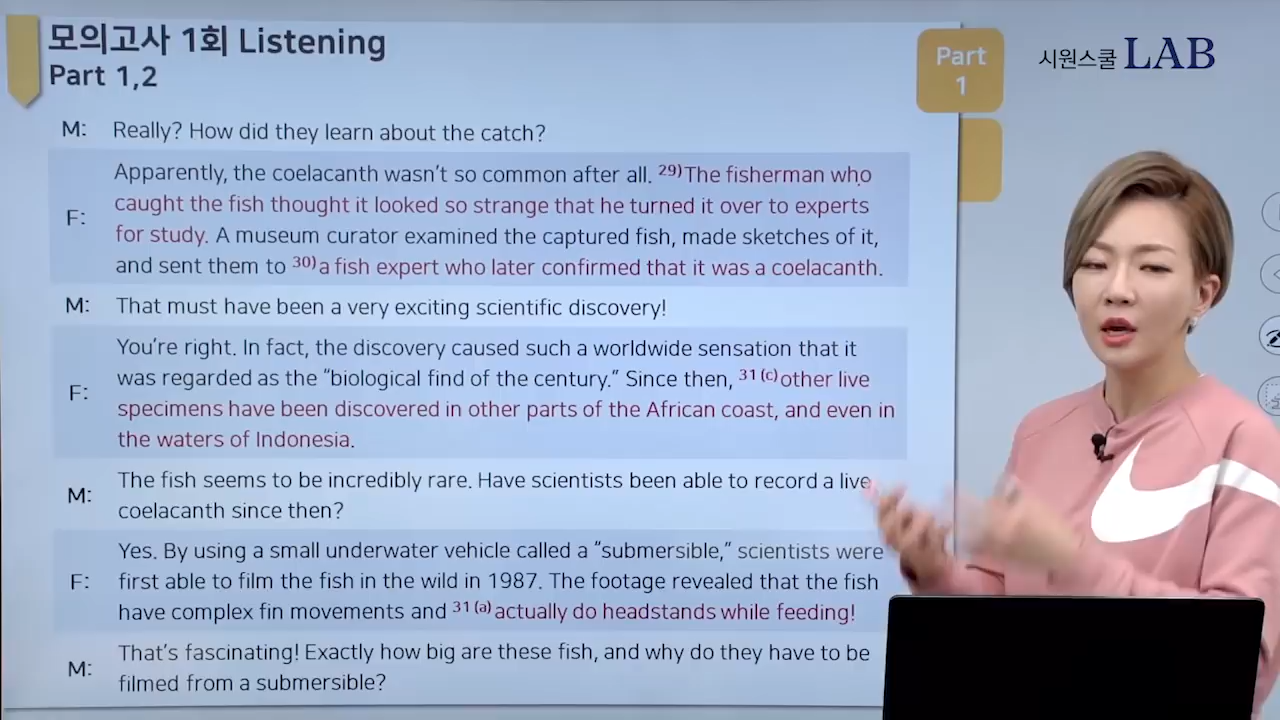 모의고사 1회 Listening
Part 1,2
Part
1
시원스쿨 LAB
M: Really? How did they learn about the catch?
Apparently, the coelacanth wasn't so common after all. 29)The fisherman who
F: caught the fish thought it looked so strange that he turned it over to experts
for study. A museum curator examined the captured fish, made sketches of it,
and sent them to 30)a fish expert who later confirmed that it was a coelacanth.
M: That must have been a very exciting scientific discovery!
You're right. In fact, the discovery caused such a worldwide sensation that it
was regarded as the “biological find of the century.” Since then, 31(c)other live
F: specimens have been discovered in other parts of the African coast, and even in
the waters of Indonesia.
The fish seems to be incredibly rare. Have scientists been able to record a live
M: coelacanth since then?
Yes. By using a small underwater vehicle called a “submersible,” scientists were
F: first able to film the fish in the wild in 1987. The footage revealed that the fish
have complex fin movements and 31(a)actually do headstands while feeding!
That's fascinating! Exactly how big are these fish, and why do they have to be
M: filmed from a submersible?